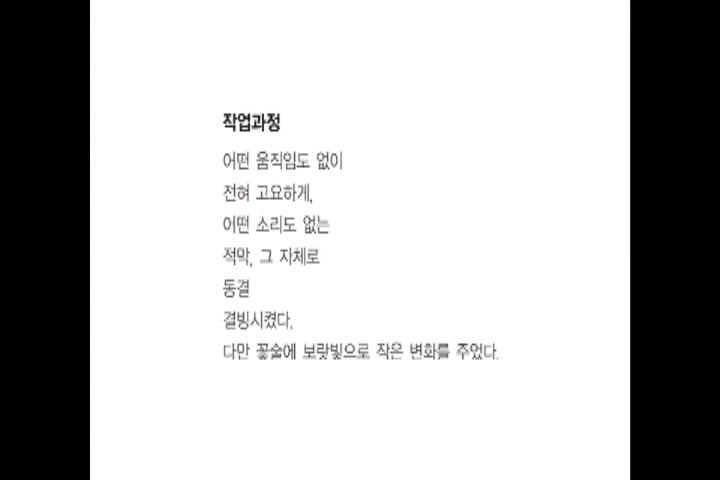 작업과정
어떤 움직임도 없이
전혀 고요하게,
어떤 소리도 없는
적막, 그 자체로
동결
결빙시켰다.
다만 꽃술에 보랏빛으로 작은 변화를 주었다.